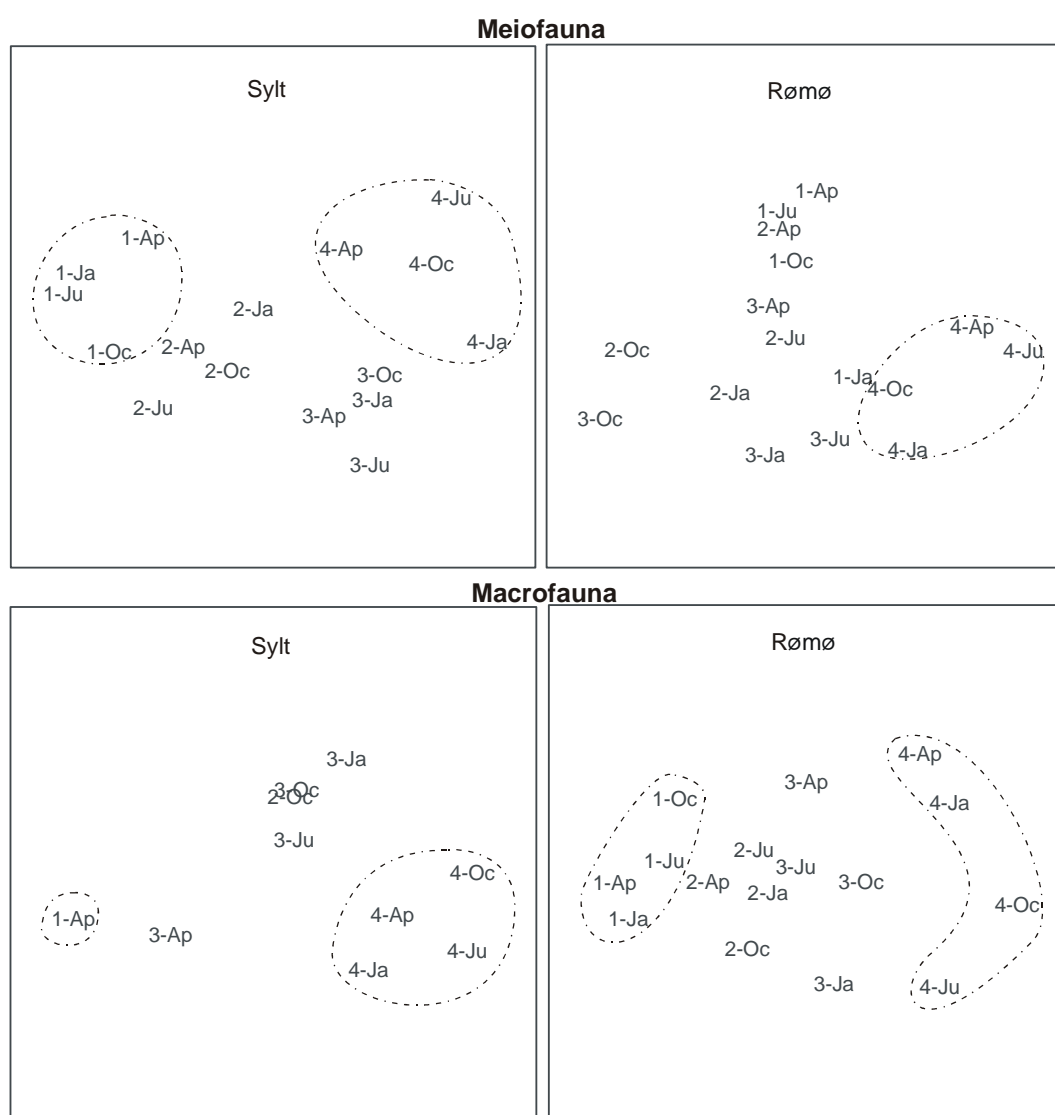 Meiofauna
Sylt
4-Ju
1-Ap
4-Ap
4-Oc
1-Ja
1-Ju
2-Ja
4-Ja
1-Oc
2-Ap
2-Oc
3-Oc
3-Ja
2-Ju
3-Ap
3-Ju
Rømø
1-Ap
1-Ju
2-Ap
1-Oc
3-Ap
4-Ap
2-Ju
2-Oc
4-Ju
1-Ja
4-Oc
2-Ja
3-Oc
3-Ju
4-Ja
3-Ja
Macrofauna
Sylt
3-Ja
3-Oc
2-Oc
3-Ju
4-Oc
4-Ap
1-Ap
3-Ap
4-Ju
4-Ja
Rømø
4-Ap
3-Ap
1-Oc
4-Ja
2-Ju
1-Ju
3-Ju
1-Ap
2-Ap
3-Oc
2-Ja
4-Oc
1-Ja
2-Oc
3-Ja
4-Ju